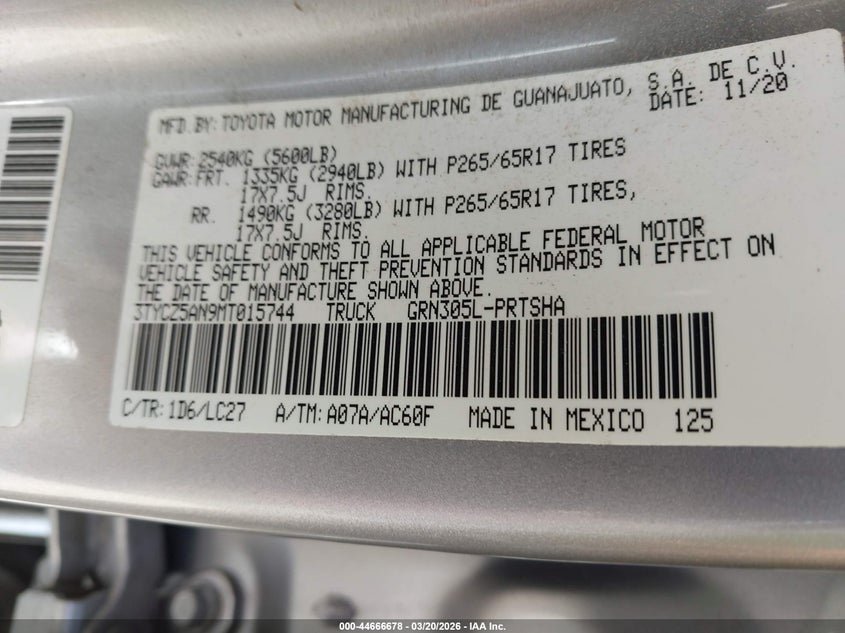 MFD.BY:TOYOTA MOTOR MANUFACTURING DE GUANAJUATO, S.A. DE C.V.
DATE: 11/20
GVWR:2540KG (5600LB)
GAWR:FRT. 1335KG (2940LB) WITH P265/65R17 TIRES
17X7.5J RIMS.
RR. 1490KG (3280LB) WITH P265/65R17 TIRES,
17X7.5J RIMS.
THIS VEHICLE CONFORMS TO ALL APPLICABLE FEDERAL MOTOR
VEHICLE SAFETY AND THEFT PREVENTION STANDARDS IN EFFECT ON
THE DATE OF MANUFACTURE SHOWN ABOVE.
3TYCZ5AN9MT015744 TRUCK GRN305L-PRTSHA
C/TR:1D6/LC27 A/TM:A07A/AC60F MADE IN MEXICO 125
000-44666678 - 03/20/2026 - IAA Inc.